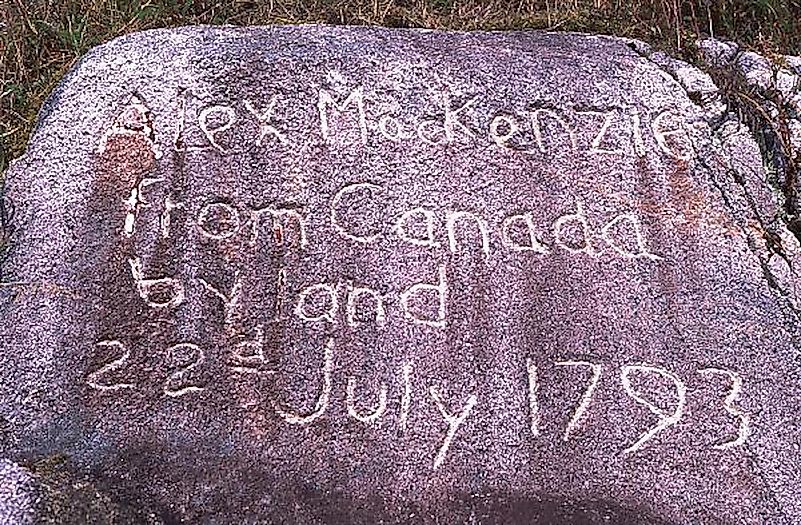 Alex MacKenzie
from Canada
by land
22d July 1793